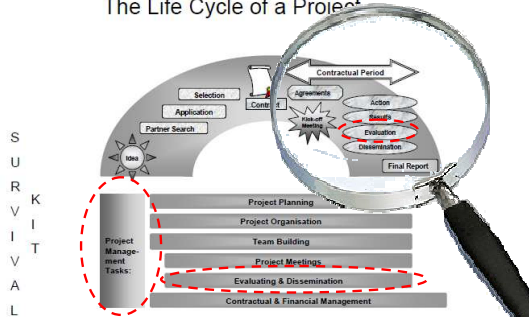 The Life Cycle of a Project
Contractual Period
Selection
Application
Partner Search
Idea
Contract
Agreements
Kick-off
Meeting
Action
Results
Evaluation
Dissemination
Final Report
SURVIVAL
KIT
Project
Manage-
ment
Tasks:
Project Planning
Project Organisation
Team Building
Project Meetings
Evaluating & Dissemination
Contractual & Financial Management